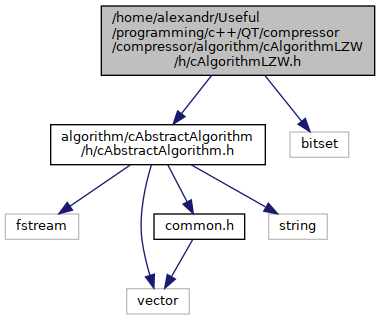 /home/alexandr/Useful
/programming/c++/QT/compressor
/compressor/algorithm/cAlgorithmLZW
/h/cAlgorithmLZW.h
algorithm/cAbstractAlgorithm
/h/cAbstractAlgorithm.h
bitset
fstream
common.h
string
vector